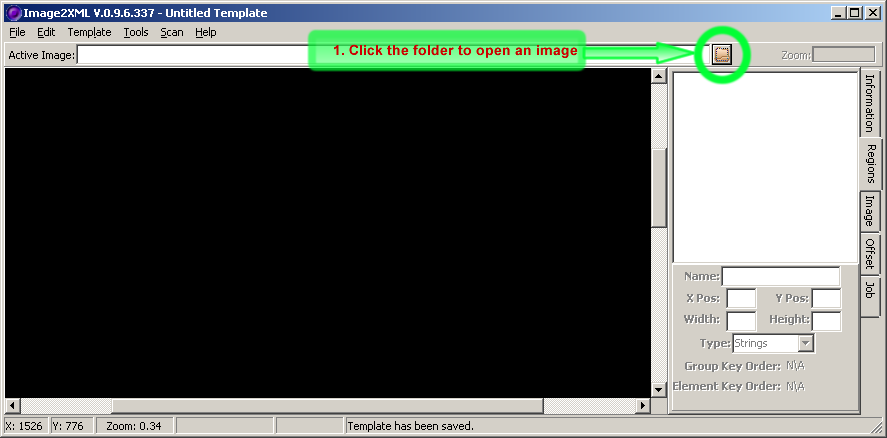 Image2XML V.0.9.6.337 - Untitled Template
File Edit Template Tools Scan Help
Active Image: 1. Click the folder to open an image Zoom:
Information
Regions
Image
Offset
Job
Name:
X Pos: Y Pos:
Width: Height:
Type: Strings
Group Key Order: N\A
Element Key Order: N\A
X: 1526 Y: 776 Zoom: 0.34 Template has been saved.